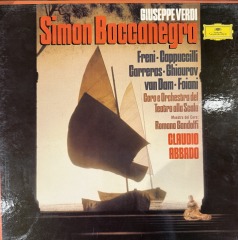 GIUSEPPE VERDI
Simon Boccanegra
Freni · Cappuccilli
Carreras · Ghiaurov
van Dam · Foiani
Coro e Orchestra del
Teatro alla Scala
Maestro del Coro:
Romano Gandolfi
CLAUDIO
ABBADO